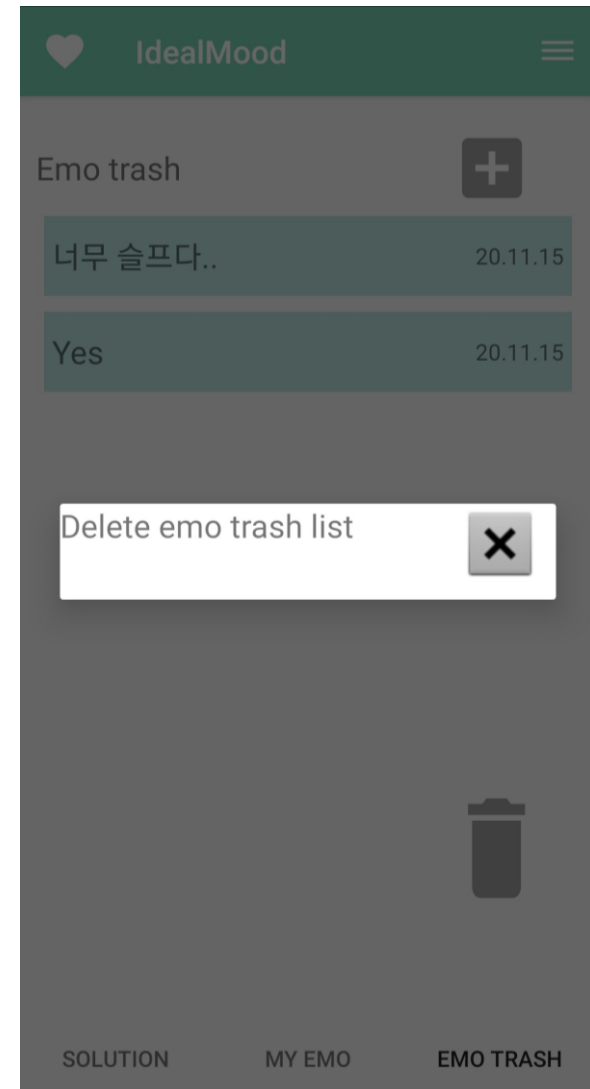 IdealMood
Emo trash
너무 슬프다..
20.11.15
Yes
20.11.15
Delete emo trash list
SOLUTION
MY EMO
EMO TRASH